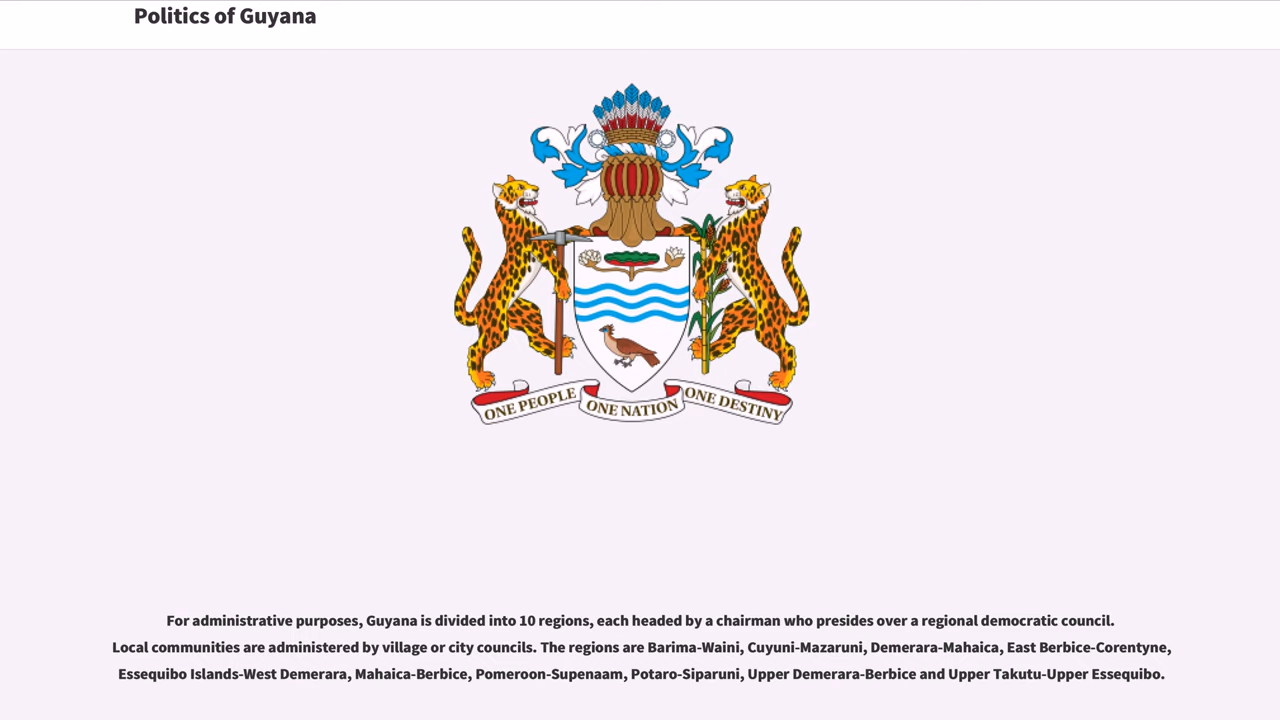 Politics of Guyana
ONE PEOPLE ONE NATION ONE DESTINY
For administrative purposes, Guyana is divided into 10 regions, each headed by a chairman who presides over a regional democratic council.
Local communities are administered by village or city councils. The regions are Barima-Waini, Cuyuni-Mazaruni, Demerara-Mahaica, East Berbice-Corentyne,
Essequibo Islands-West Demerara, Mahaica-Berbice, Pomeroon-Supenaam, Potaro-Siparuni, Upper Demerara-Berbice and Upper Takutu-Upper Essequibo.